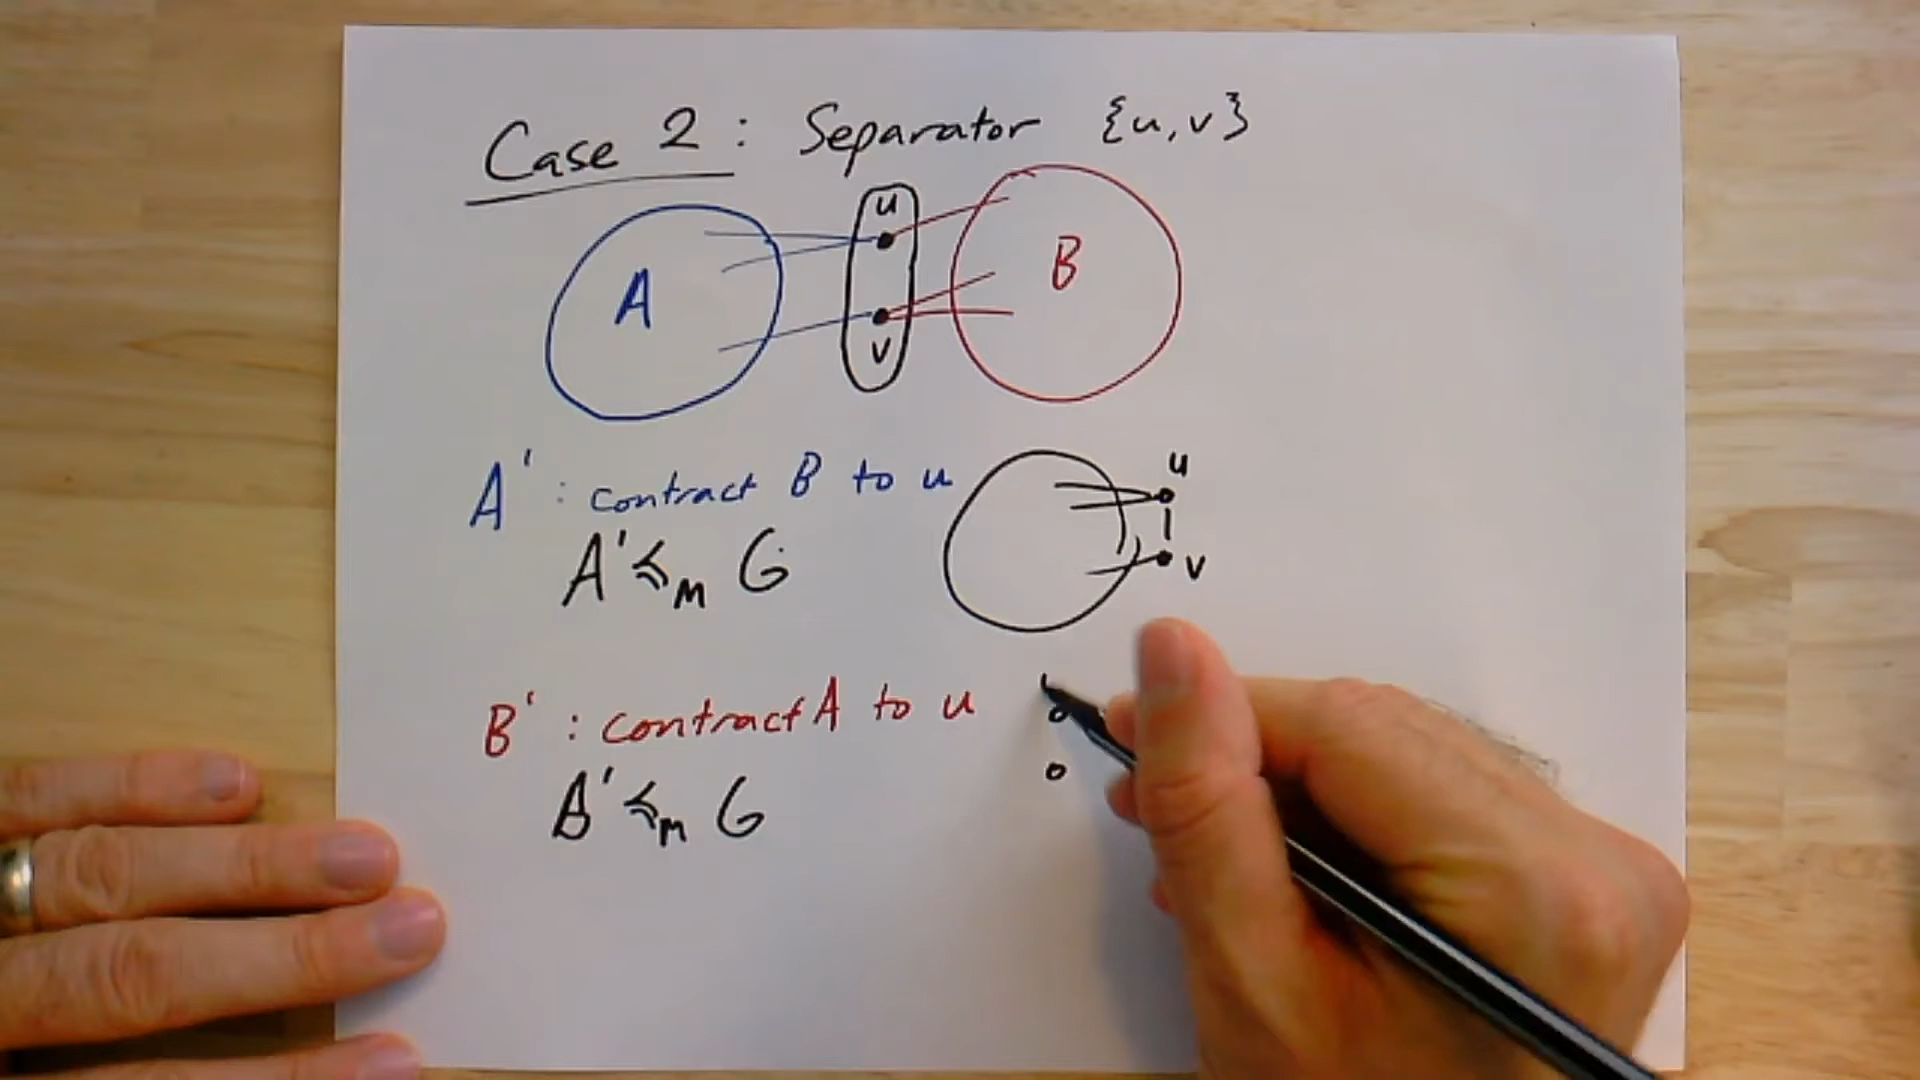 Case 2: Separator {u,v}
u
A
B
v
A': contract B to u
u
A' ≤m G
v
B': contract A to u
B' ≤m G